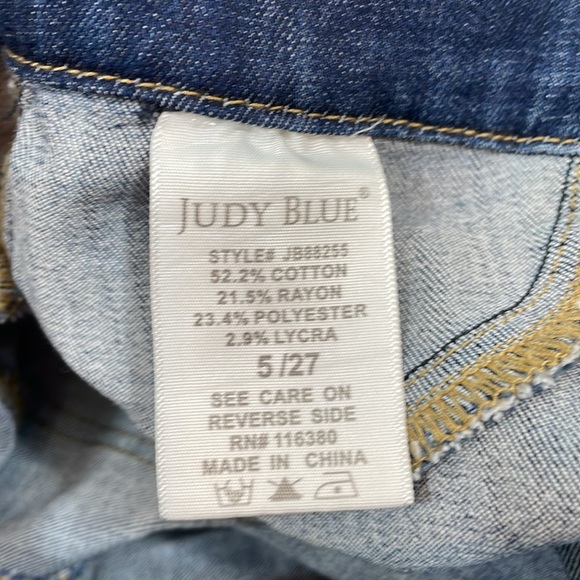 JUDY BLUE®
STYLE# JB88255
52.2% COTTON
21.5% RAYON
23.4% POLYESTER
2.9% LYCRA
5 /27
SEE CARE ON
REVERSE SIDE
RN# 116380
MADE IN CHINA